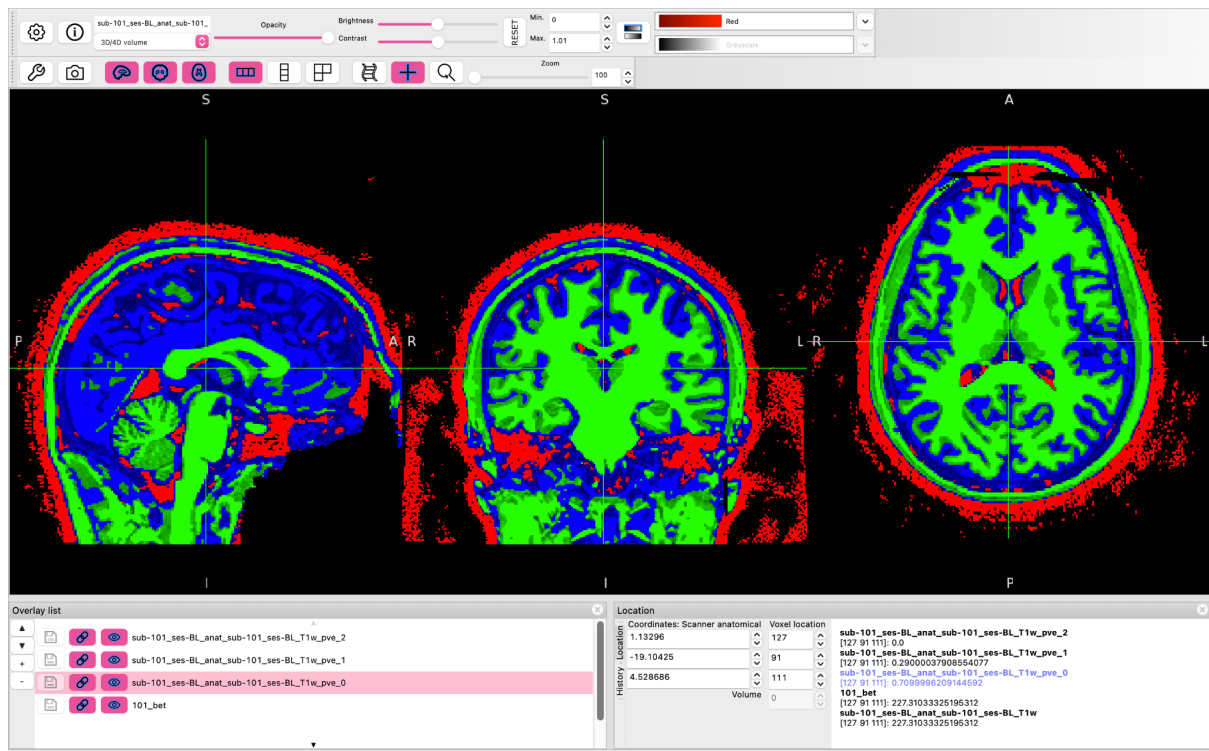 sub-101_ses-BL_anat_sub-101_
3D/4D volume
Opacity
Brightness
Contrast
RESET
Min. 0
Max. 1.01
Red
Greyscale
Zoom
100
S S A
P A R L R L
I I P
Overlay list
sub-101_ses-BL_anat_sub-101_ses-BL_T1w_pve_2
sub-101_ses-BL_anat_sub-101_ses-BL_T1w_pve_1
sub-101_ses-BL_anat_sub-101_ses-BL_T1w_pve_0
101_bet
Location
Location
History
Coordinates: Scanner anatomical Voxel location
1.13296 127
-19.10425 91
4.528686 111
Volume 0
sub-101_ses-BL_anat_sub-101_ses-BL_T1w_pve_2
[127 91 111]: 0.0
sub-101_ses-BL_anat_sub-101_ses-BL_T1w_pve_1
[127 91 111]: 0.29000037908554077
sub-101_ses-BL_anat_sub-101_ses-BL_T1w_pve_0
[127 91 111]: 0.7099996209144592
101_bet
[127 91 111]: 227.31033325195312
sub-101_ses-BL_anat_sub-101_ses-BL_T1w
[127 91 111]: 227.31033325195312